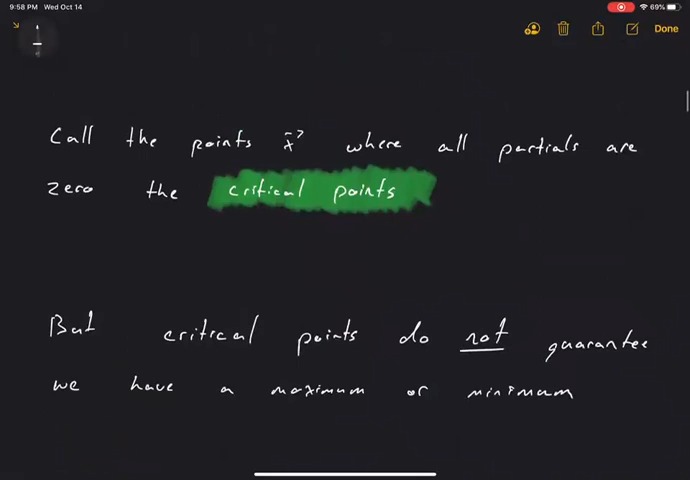 9:58 PM Wed Oct 14
69%
Done
Call the points x⃗ where all partials are
zero the critical points
But critical points do not guarantee
we have a maximum or minimum